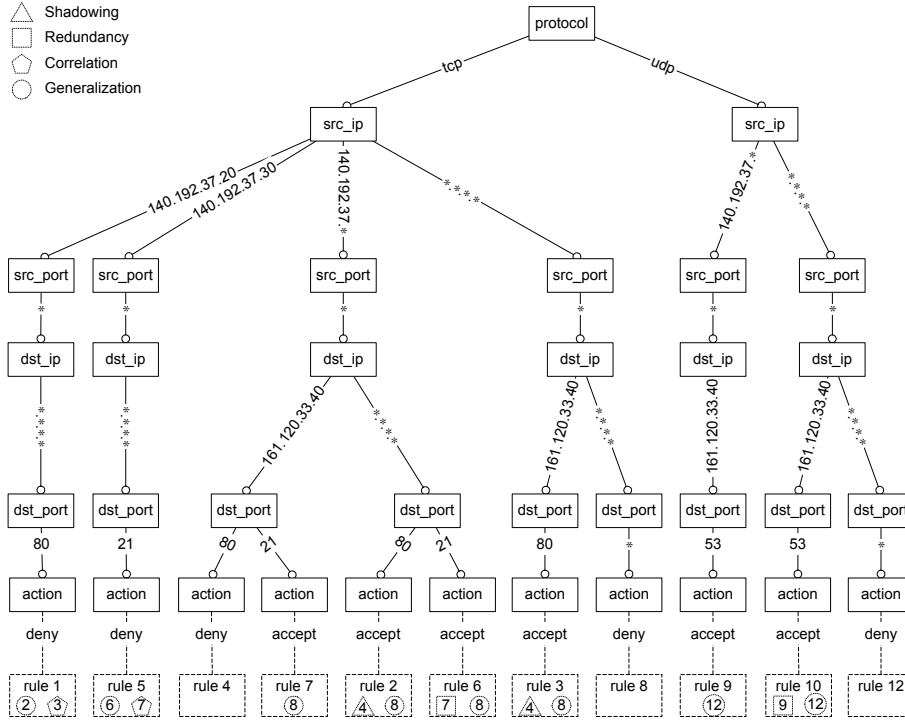 Shadowing
Redundancy
Correlation
Generalization
protocol
tcp
udp
src_ip
src_ip
140.192.37.20
140.192.37.30
140.192.37.*
*.*.*.*
140.192.37.*
*.*.*.*
src_port
src_port
src_port
src_port
src_port
src_port
*
*
*
*
*
*
dst_ip
dst_ip
dst_ip
dst_ip
dst_ip
dst_ip
*.*.*.*
*.*.*.*
161.120.33.40
*.*.*.*
161.120.33.40
*.*.*.*
161.120.33.40
161.120.33.40
*.*.*.*
dst_port
dst_port
dst_port
dst_port
dst_port
dst_port
dst_port
dst_port
dst_port
80
21
80
21
80
21
80
*
53
53
*
action
action
action
action
action
action
action
action
action
action
action
deny
deny
deny
accept
accept
accept
accept
deny
accept
accept
deny
rule 1
rule 5
rule 4
rule 7
rule 2
rule 6
rule 3
rule 8
rule 9
rule 10
rule 12
2 3
6 7
8
4 8
7 8
4 8
12
9 12